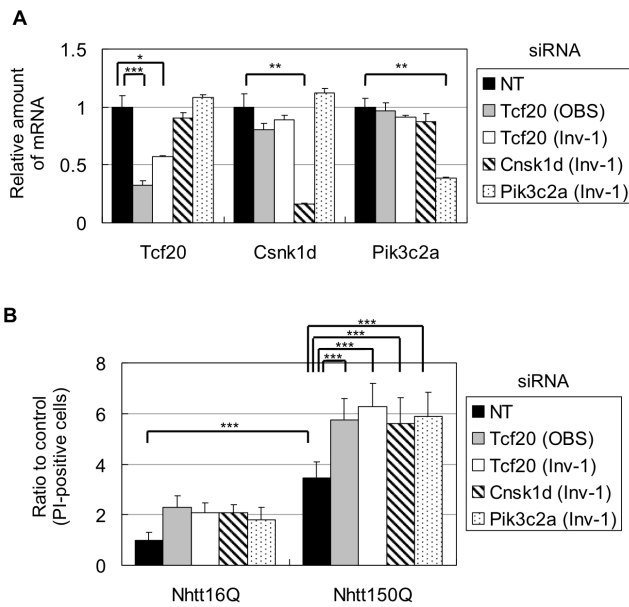 A
Relative amount
of mRNA
1.5
1
0.5
0
*
***
**
**
Tcf20
Csnk1d
Pik3c2a
siRNA
NT
Tcf20 (OBS)
Tcf20 (Inv-1)
Cnsk1d (Inv-1)
Pik3c2a (Inv-1)
B
Ratio to control
(PI-positive cells)
8
6
4
2
0
***
***
***
***
***
Nhtt16Q
Nhtt150Q
siRNA
NT
Tcf20 (OBS)
Tcf20 (Inv-1)
Cnsk1d (Inv-1)
Pik3c2a (Inv-1)